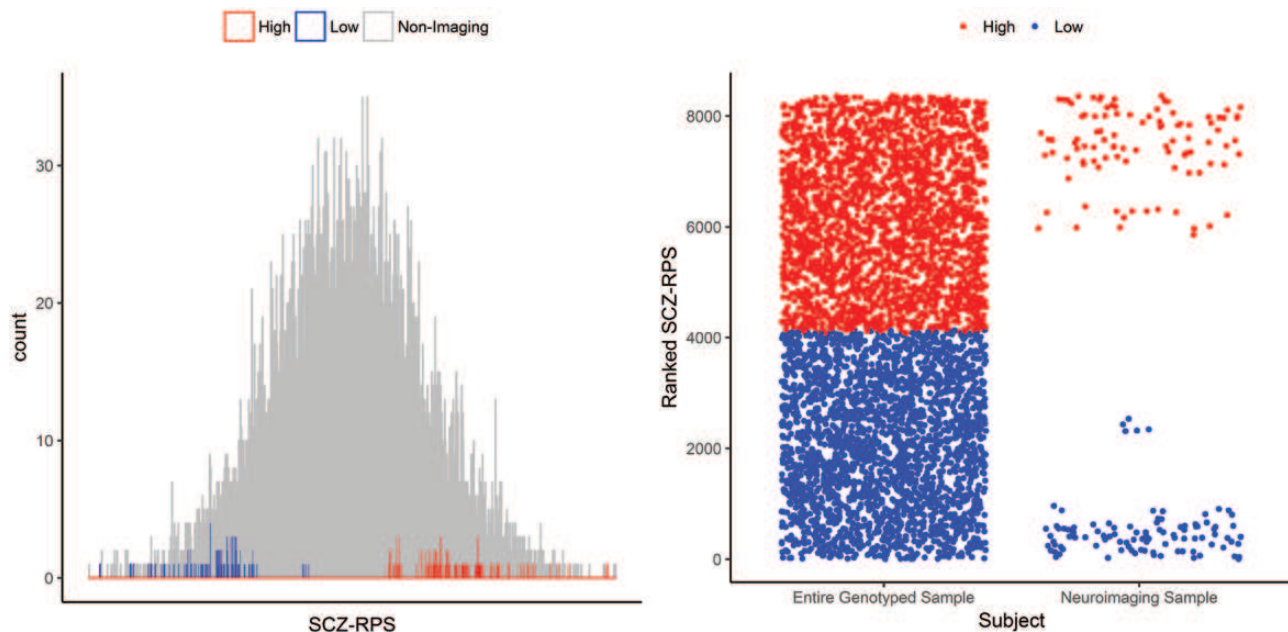 High Low Non-Imaging
count
30
20
10
0
SCZ-RPS
High Low
Ranked SCZ-RPS
8000
6000
4000
2000
0
Entire Genotyped Sample Neuroimaging Sample
Subject